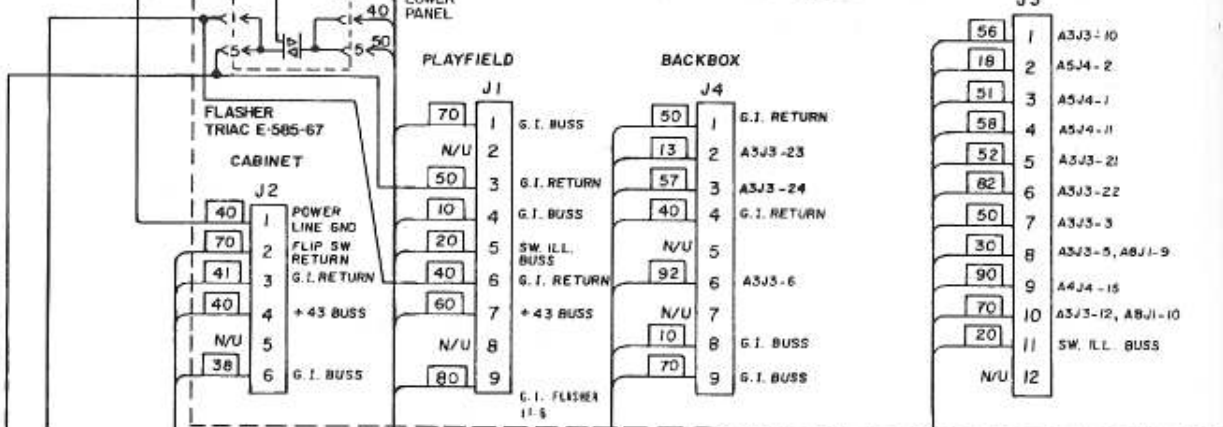 40
LOWER
PANEL
5
5
50
FLASHER
TRIAC E-585-67
CABINET
J2
40 1 POWER LINE GND
70 2 FLIP SW RETURN
41 3 G.I. RETURN
40 4 +43 BUSS
N/U 5
38 6 G.I. BUSS
PLAYFIELD
J1
70 1 G.I. BUSS
N/U 2
50 3 G.I. RETURN
10 4 G.I. BUSS
20 5 SW. ILL. BUSS
40 6 G.I. RETURN
60 7 +43 BUSS
N/U 8
80 9 G.I. FLASHER
BACKBOX
J4
50 1 G.I. RETURN
13 2 A3J3-23
57 3 A3J3-24
40 4 G.I. RETURN
N/U 5
92 6 A3J3-6
N/U 7
10 8 G.I. BUSS
70 9 G.I. BUSS
56 1 A3J3-10
18 2 A5J4-2
51 3 A5J4-1
58 4 A5J4-11
52 5 A3J3-21
82 6 A3J3-22
50 7 A3J3-3
30 8 A3J3-5, A8J1-9
90 9 A4J4-15
70 10 A3J3-12, A8J1-10
20 11 SW. ILL. BUSS
N/U 12